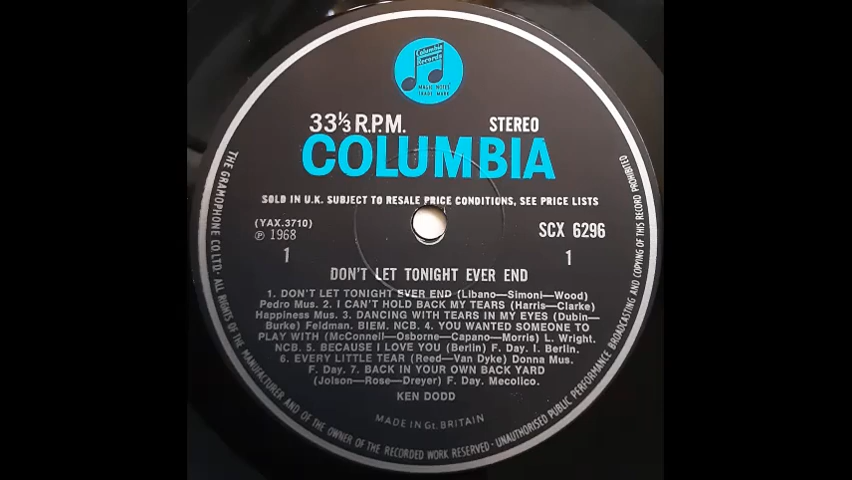 Columbia
Records
MAGIC NOTES
TRADE MARK
33⅓ R.P.M. STEREO
COLUMBIA
SOLD IN U.K. SUBJECT TO RESALE PRICE CONDITIONS, SEE PRICE LISTS
(YAX.3710)
℗ 1968 SCX 6296
1 1
DON'T LET TONIGHT EVER END
1. DON'T LET TONIGHT EVER END (Libano—Simoni—Wood)
Pedro Mus. 2. I CAN'T HOLD BACK MY TEARS (Harris—Clarke)
Happiness Mus. 3. DANCING WITH TEARS IN MY EYES (Dubin—
Burke) Feldman. BIEM. NCB. 4. YOU WANTED SOMEONE TO
PLAY WITH (McConnell—Osborne—Capano—Morris) L. Wright.
NCB. 5. BECAUSE I LOVE YOU (Berlin) F. Day. I. Berlin.
6. EVERY LITTLE TEAR (Reed—Van Dyke) Donna Mus.
F. Day. 7. BACK IN YOUR OWN BACK YARD
(Jolson—Rose—Dreyer) F. Day. Mecolico.
KEN DODD
MADE IN Gt. BRITAIN
THE GRAMOPHONE CO LTD · ALL RIGHTS OF THE MANUFACTURER AND OF THE OWNER OF THE RECORDED WORK RESERVED · UNAUTHORISED PUBLIC PERFORMANCE BROADCASTING AND COPYING OF THIS RECORD PROHIBITED